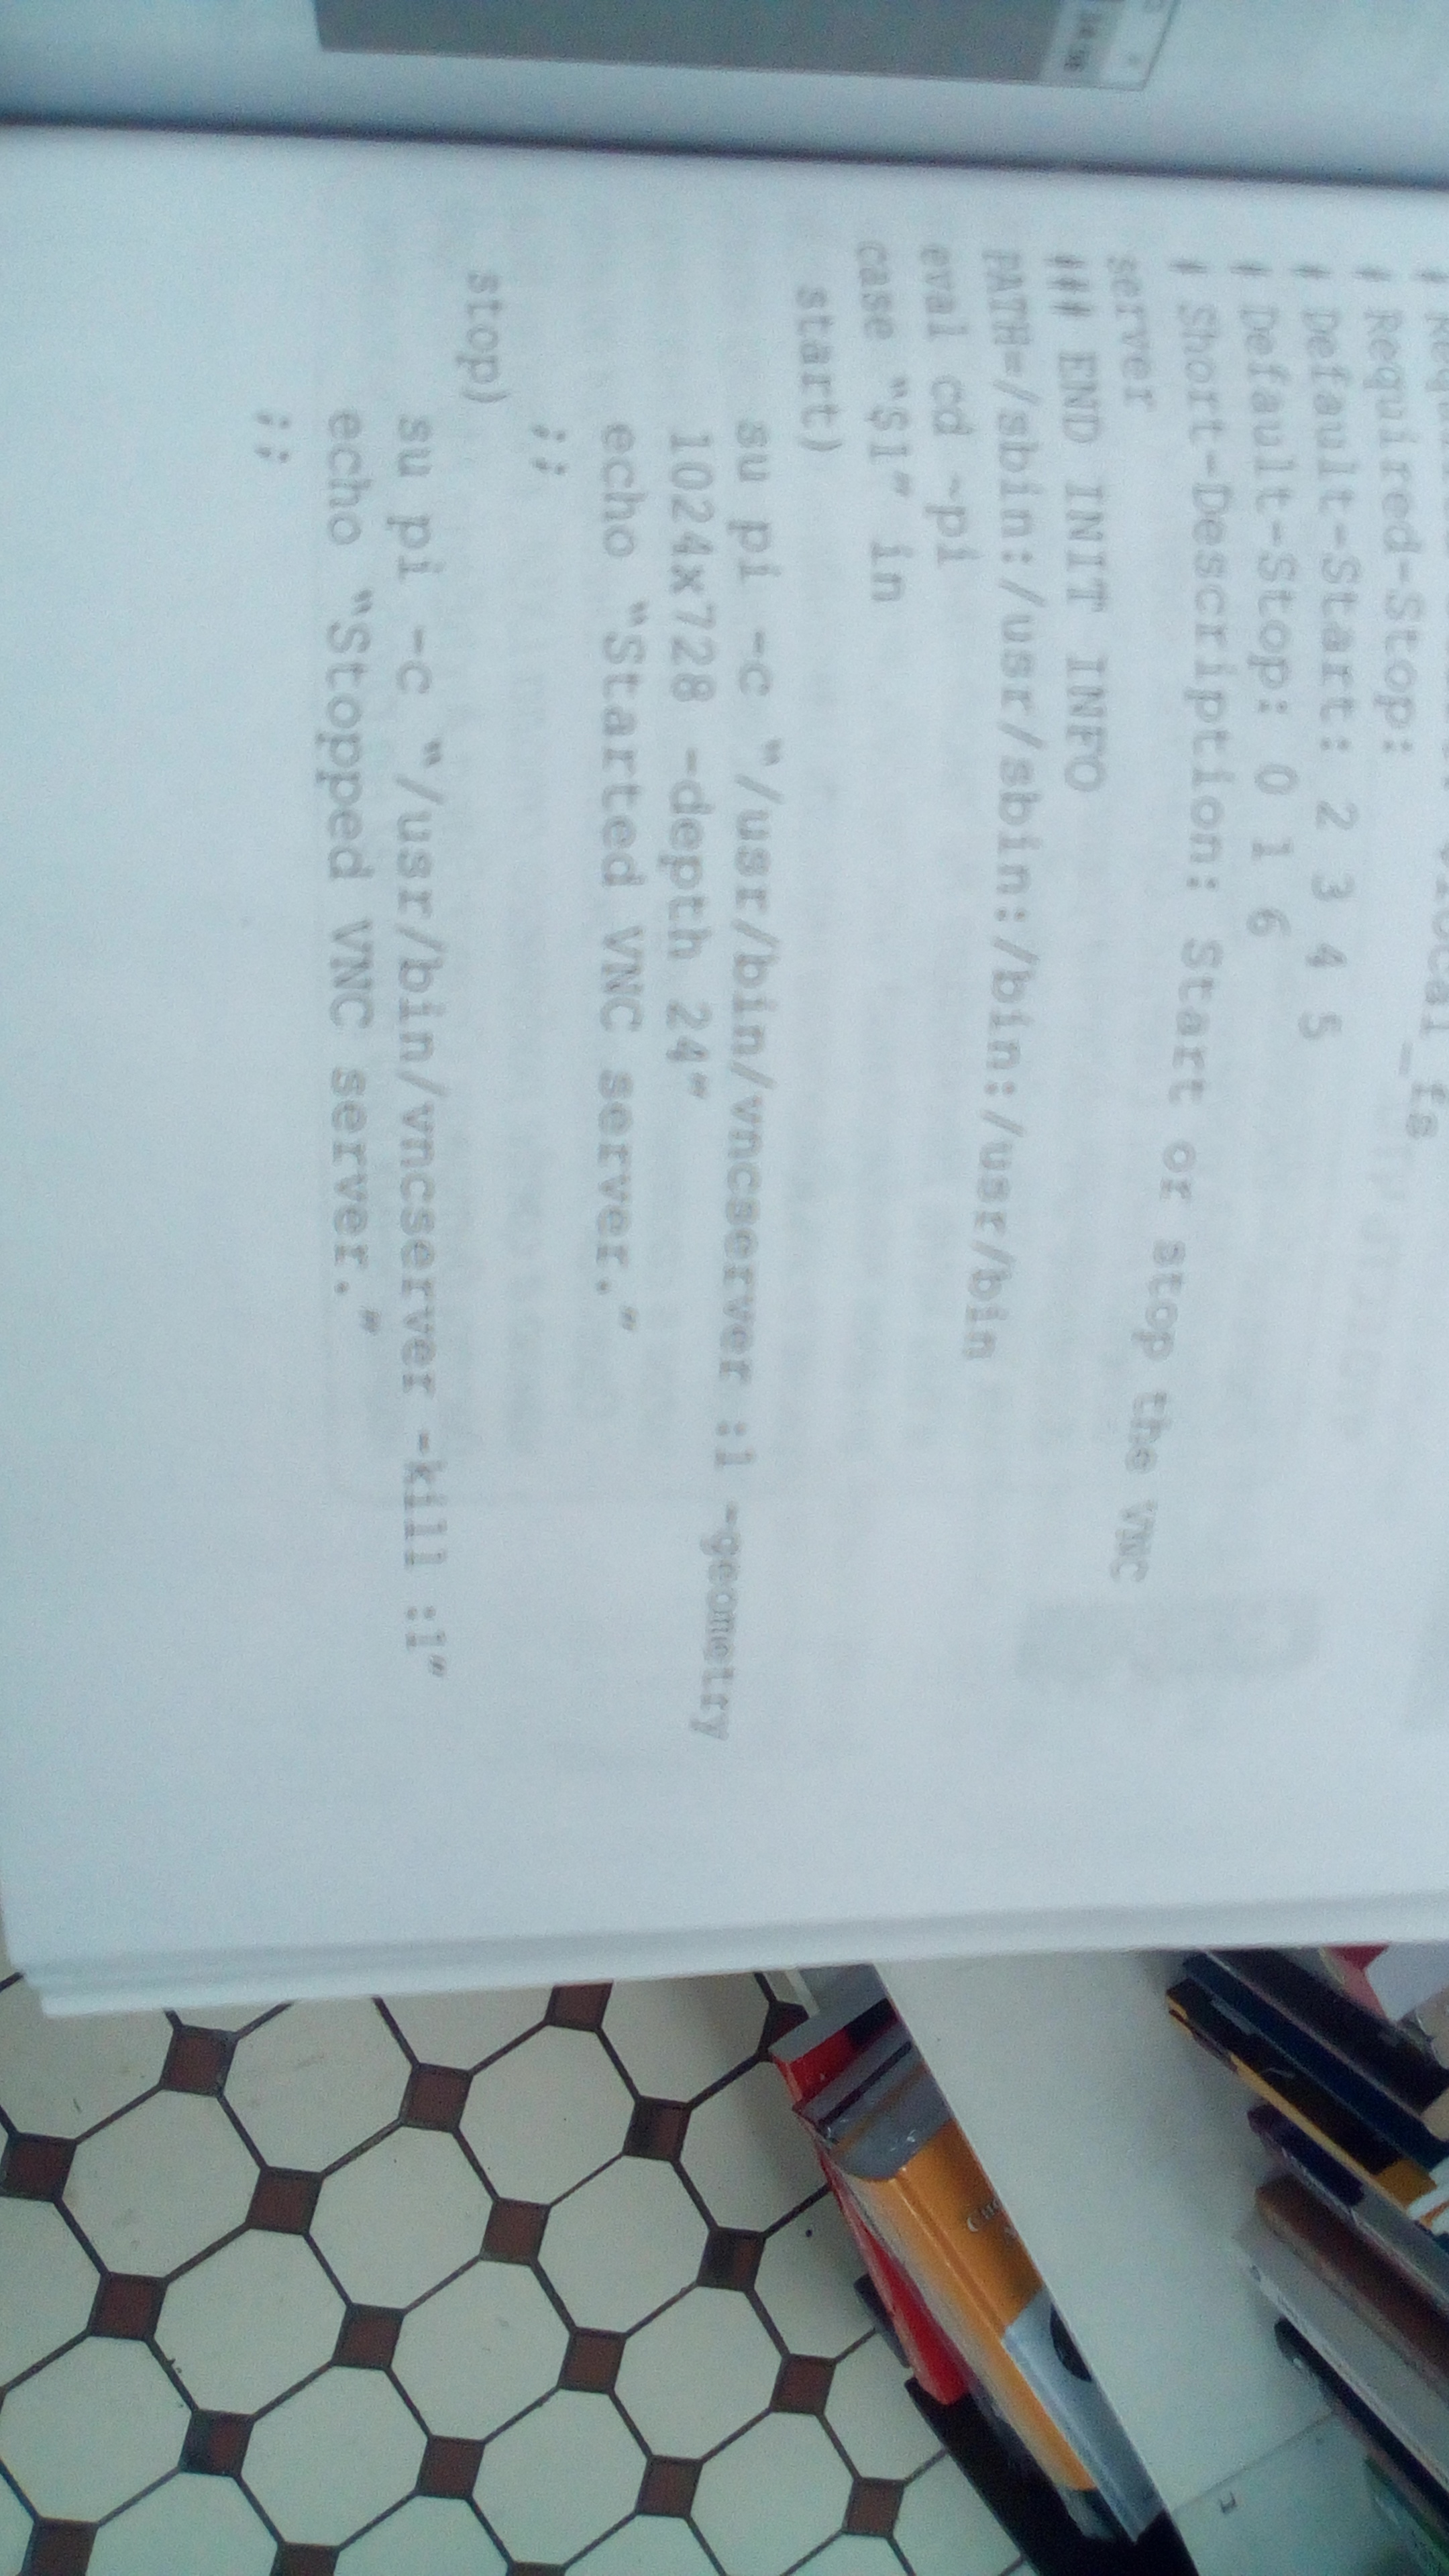 # Required-Start: $local_fs
# Required-Stop:
# Default-Start: 2 3 4 5
# Default-Stop: 0 1 6
# Short-Description: Start or stop the VNC
server
### END INIT INFO
PATH=/sbin:/usr/sbin:/bin:/usr/bin
eval cd ~pi
case “$1” in
start)
su pi -c “/usr/bin/vncserver :1 -geometry
1024x728 -depth 24”
echo “Started VNC server.”
;;
stop)
su pi -c “/usr/bin/vncserver -kill :1”
echo “Stopped VNC server.”
;;